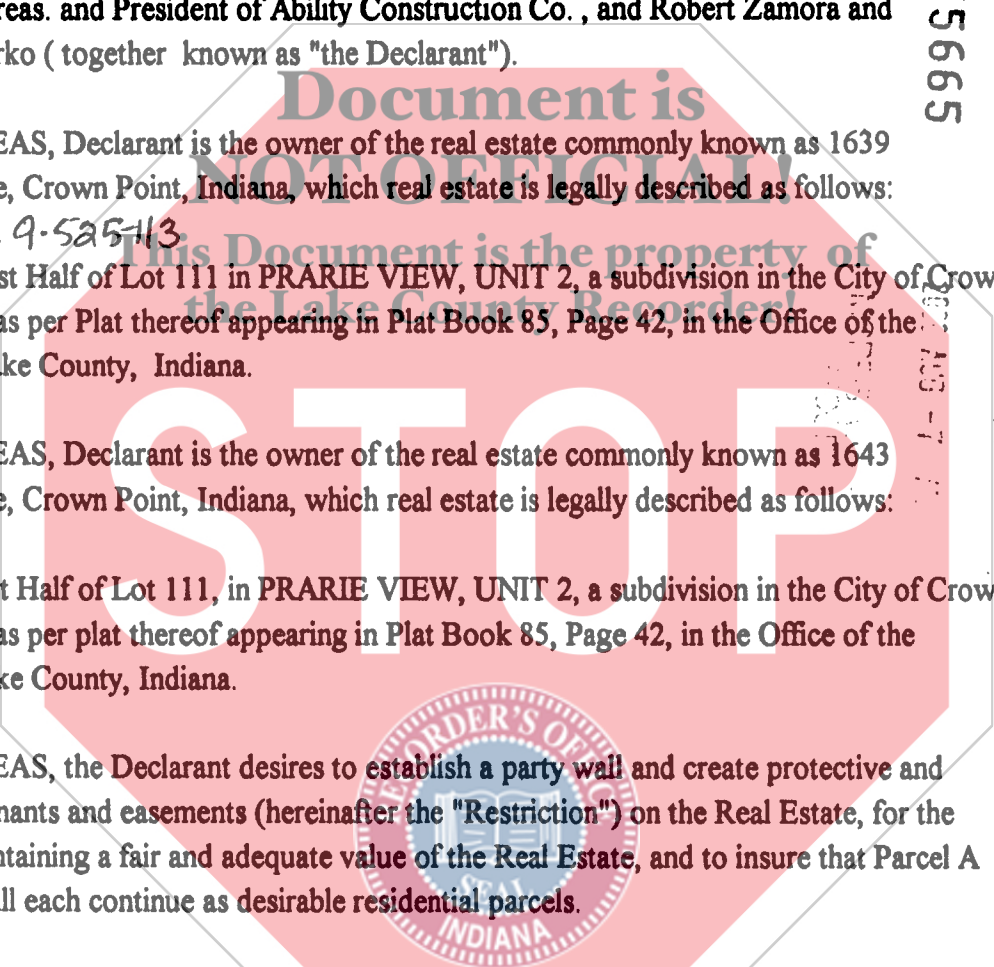 reas. and President of Ability Construction Co. , and Robert Zamora and
rko ( together known as "the Declarant").
5665
Document is
EAS, Declarant is the owner of the real estate commonly known as 1639
NOT OFFICIAL!
e, Crown Point, Indiana, which real estate is legally described as follows:
9-525-113
This Document is the property of
st Half of Lot 111 in PRARIE VIEW, UNIT 2, a subdivision in the City of Crow
the Lake County Recorder!
as per Plat thereof appearing in Plat Book 85, Page 42, in the Office of the
ke County, Indiana.
STOP
EAS, Declarant is the owner of the real estate commonly known as 1643
e, Crown Point, Indiana, which real estate is legally described as follows:
t Half of Lot 111, in PRARIE VIEW, UNIT 2, a subdivision in the City of Crow
as per plat thereof appearing in Plat Book 85, Page 42, in the Office of the
ke County, Indiana.
RECORDER'S OFFICE
EAS, the Declarant desires to establish a party wall and create protective and
nants and easements (hereinafter the "Restriction") on the Real Estate, for the
ntaining a fair and adequate value of the Real Estate, and to insure that Parcel A
ll each continue as desirable residential parcels.
SEAL
INDIANA